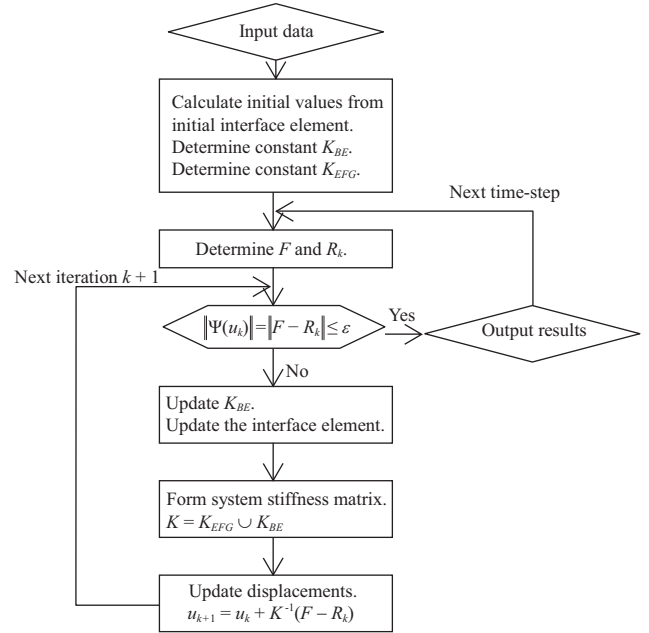 Input data
Calculate initial values from
initial interface element.
Determine constant K_BE.
Determine constant K_EFG.
Next time-step
Determine F and R_k.
Next iteration k + 1
‖Ψ(u_k)‖ = ‖F − R_k‖ ≤ ε
Yes
Output results
No
Update K_BE.
Update the interface element.
Form system stiffness matrix.
K = K_EFG ∪ K_BE
Update displacements.
u_{k+1} = u_k + K^{-1}(F − R_k)